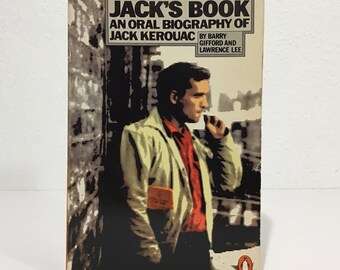 JACK'S BOOK
AN ORAL BIOGRAPHY OF
JACK KEROUAC BY BARRY
GIFFORD AND
LAWRENCE LEE